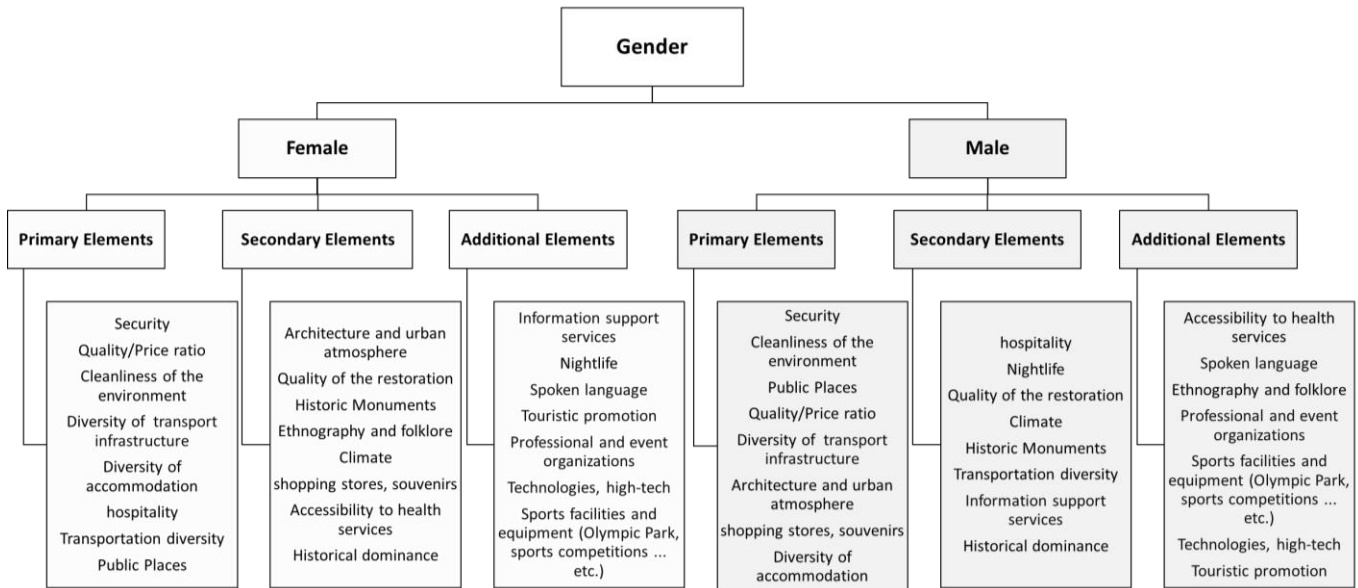 Gender
Female
Male
Primary Elements
Secondary Elements
Additional Elements
Primary Elements
Secondary Elements
Additional Elements
Security
Quality/Price ratio
Cleanliness of the
environment
Diversity of transport
infrastructure
Diversity of
accommodation
hospitality
Transportation diversity
Public Places
Architecture and urban
atmosphere
Quality of the restoration
Historic Monuments
Ethnography and folklore
Climate
shopping stores, souvenirs
Accessibility to health
services
Historical dominance
Information support
services
Nightlife
Spoken language
Touristic promotion
Professional and event
organizations
Technologies, high-tech
Sports facilities and
equipment (Olympic Park,
sports competitions ...
etc.)
Security
Cleanliness of the
environment
Public Places
Quality/Price ratio
Diversity of transport
infrastructure
Architecture and urban
atmosphere
shopping stores, souvenirs
Diversity of
accommodation
hospitality
Nightlife
Quality of the restoration
Climate
Historic Monuments
Transportation diversity
Information support
services
Historical dominance
Accessibility to health
services
Spoken language
Ethnography and folklore
Professional and event
organizations
Sports facilities and
equipment (Olympic Park,
sports competitions ...
etc.)
Technologies, high-tech
Touristic promotion